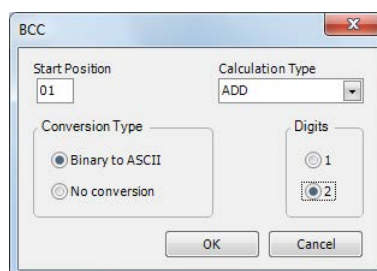 BCC
Start Position
Calculation Type
01
ADD
Conversion Type
Digits
Binary to ASCII
1
No conversion
2
OK
Cancel